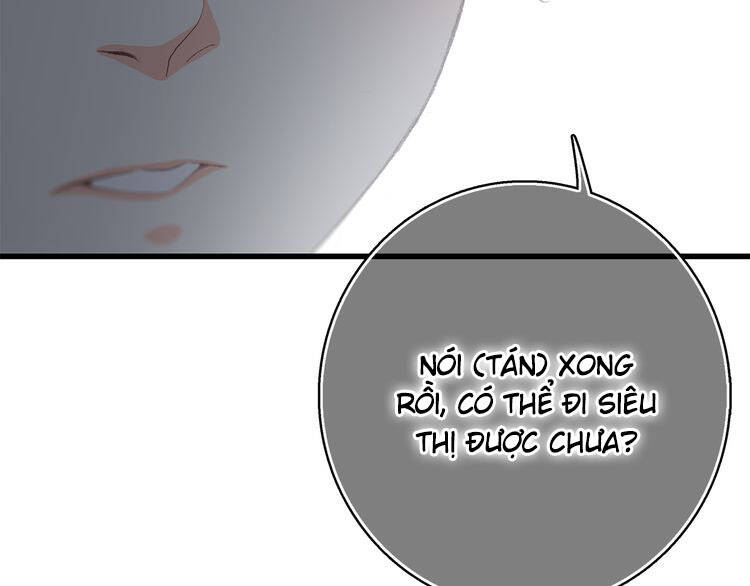 NÓI (TÁN) XONG
RỒI, CÓ THỂ ĐI SIÊU
THỊ ĐƯỢC CHƯA?